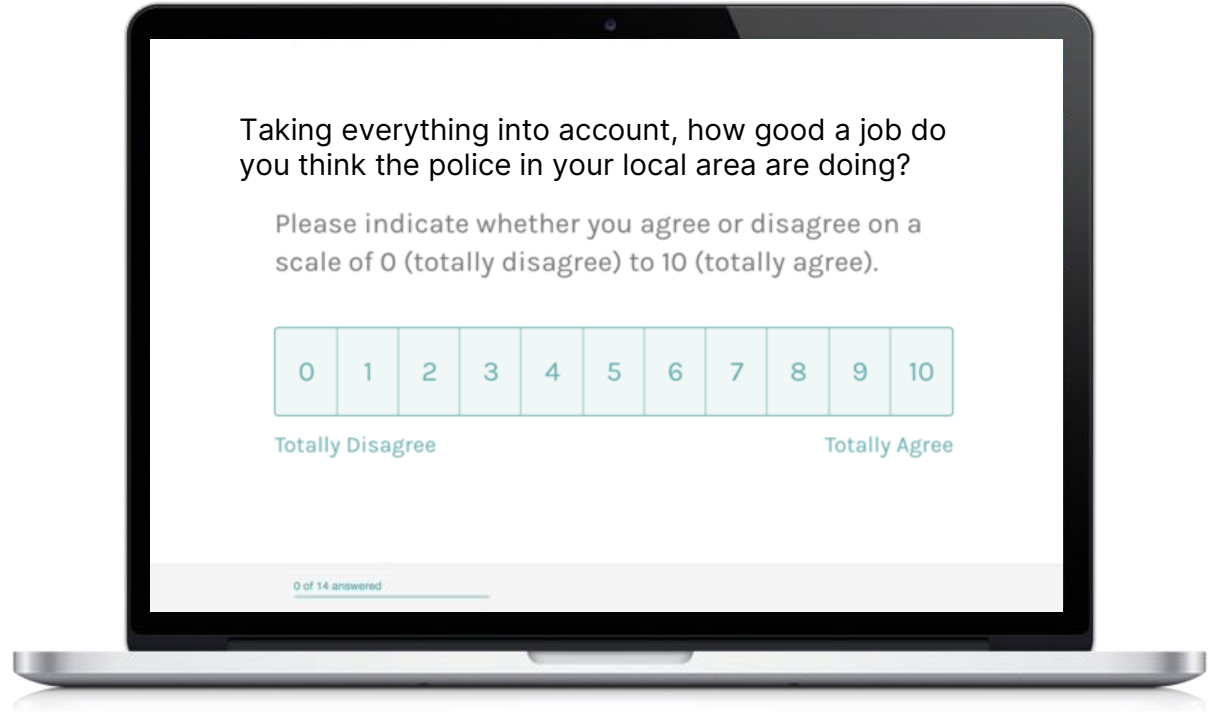 Taking everything into account, how good a job do
you think the police in your local area are doing?
Please indicate whether you agree or disagree on a
scale of 0 (totally disagree) to 10 (totally agree).
0 1 2 3 4 5 6 7 8 9 10
Totally Disagree Totally Agree
0 of 14 answered